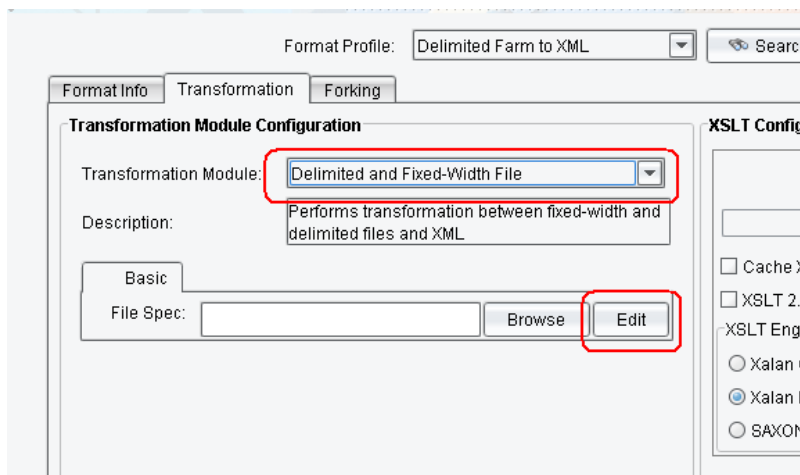 Format Profile: Delimited Farm to XML Searc
Format Info Transformation Forking
Transformation Module Configuration XSLT Config
Transformation Module: Delimited and Fixed-Width File
Description: Performs transformation between fixed-width and
delimited files and XML
Basic
Cache
File Spec: Browse Edit
XSLT 2.
XSLT Eng
Xalan
Xalan
SAXON